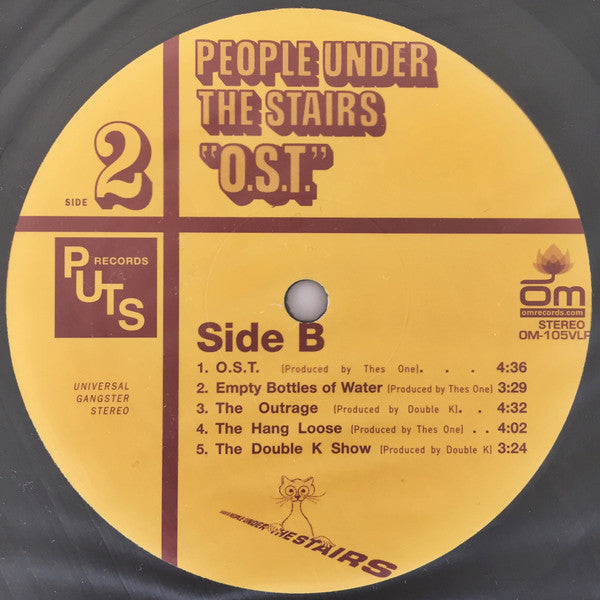 PEOPLE UNDER
THE STAIRS
"O.S.T."
SIDE 2
PUTS RECORDS
Om
omrecords.com
STEREO
OM-105VLP
UNIVERSAL
GANGSTER
STEREO
Side B
1. O.S.T. [Produced by Thes One]. . . 4:36
2. Empty Bottles of Water [Produced by Thes One] 3:29
3. The Outrage [Produced by Double K]. . 4:32
4. The Hang Loose [Produced by Thes One] . . 4:02
5. The Double K Show [Produced by Double K] 3:24
PEOPLE UNDER THE STAIRS